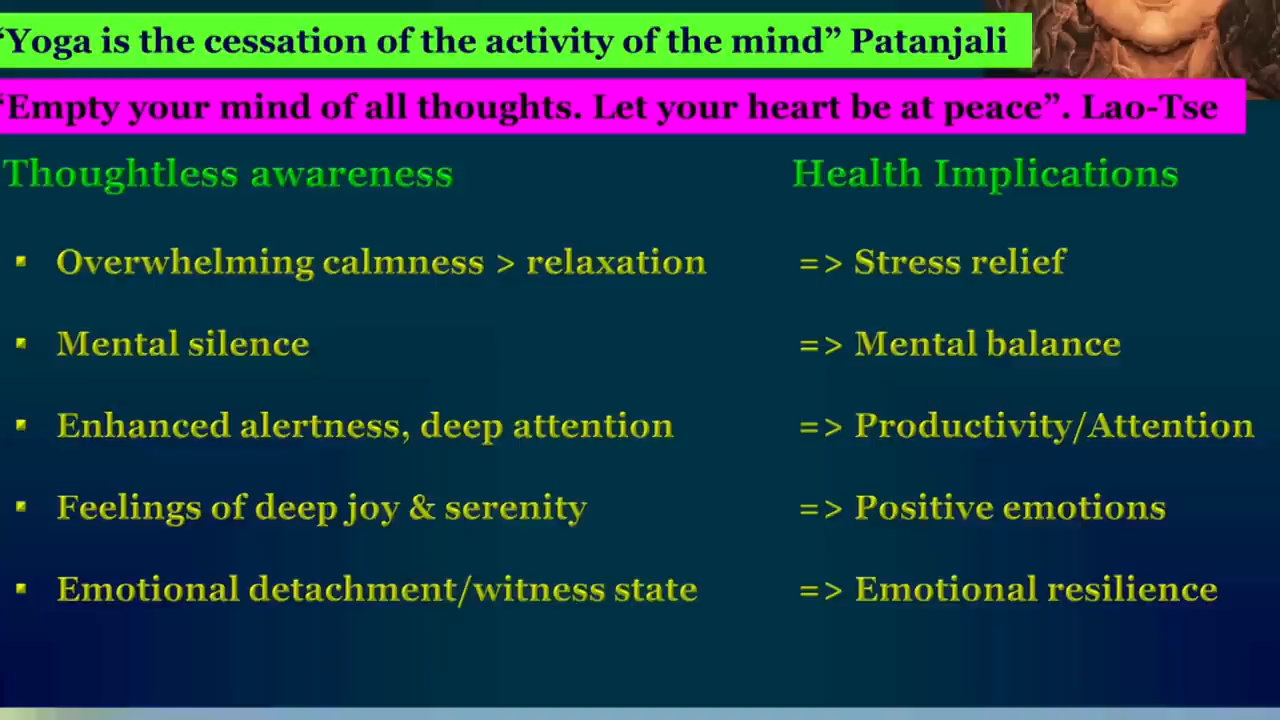 “Yoga is the cessation of the activity of the mind” Patanjali
“Empty your mind of all thoughts. Let your heart be at peace”. Lao-Tse
Thoughtless awareness Health Implications
▪ Overwhelming calmness > relaxation => Stress relief
▪ Mental silence => Mental balance
▪ Enhanced alertness, deep attention => Productivity/Attention
▪ Feelings of deep joy & serenity => Positive emotions
▪ Emotional detachment/witness state => Emotional resilience